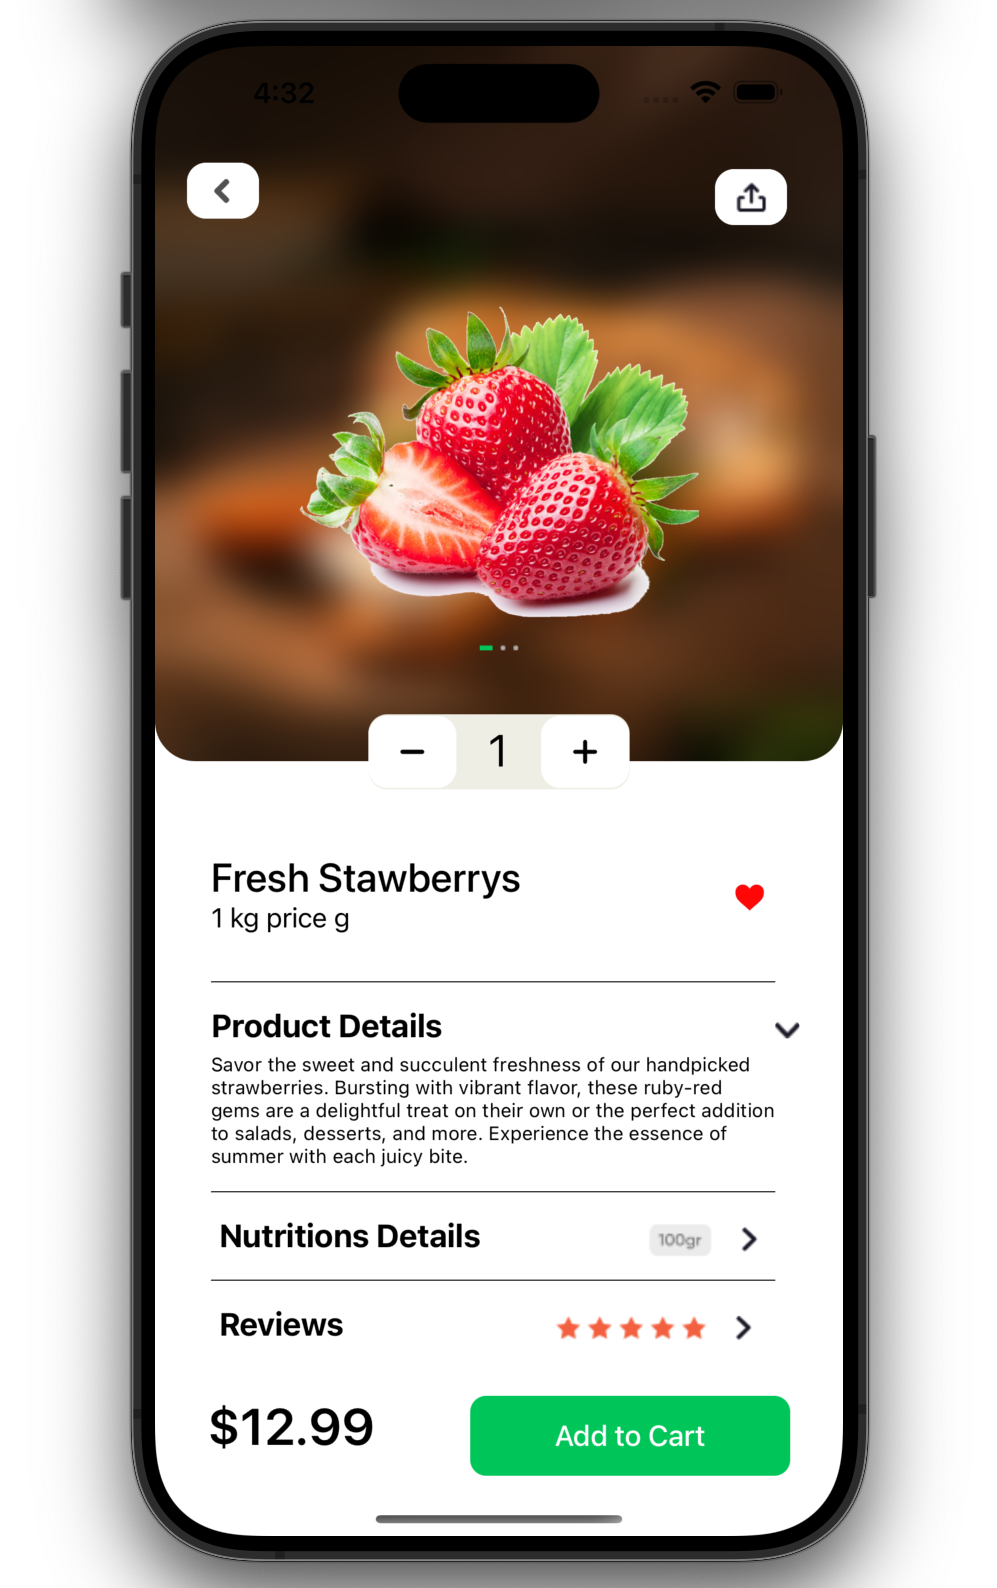 4:32
1
Fresh Stawberrys
1 kg price g
Product Details
Savor the sweet and succulent freshness of our handpicked
strawberries. Bursting with vibrant flavor, these ruby-red
gems are a delightful treat on their own or the perfect addition
to salads, desserts, and more. Experience the essence of
summer with each juicy bite.
Nutritions Details 100gr
Reviews
$12.99 Add to Cart